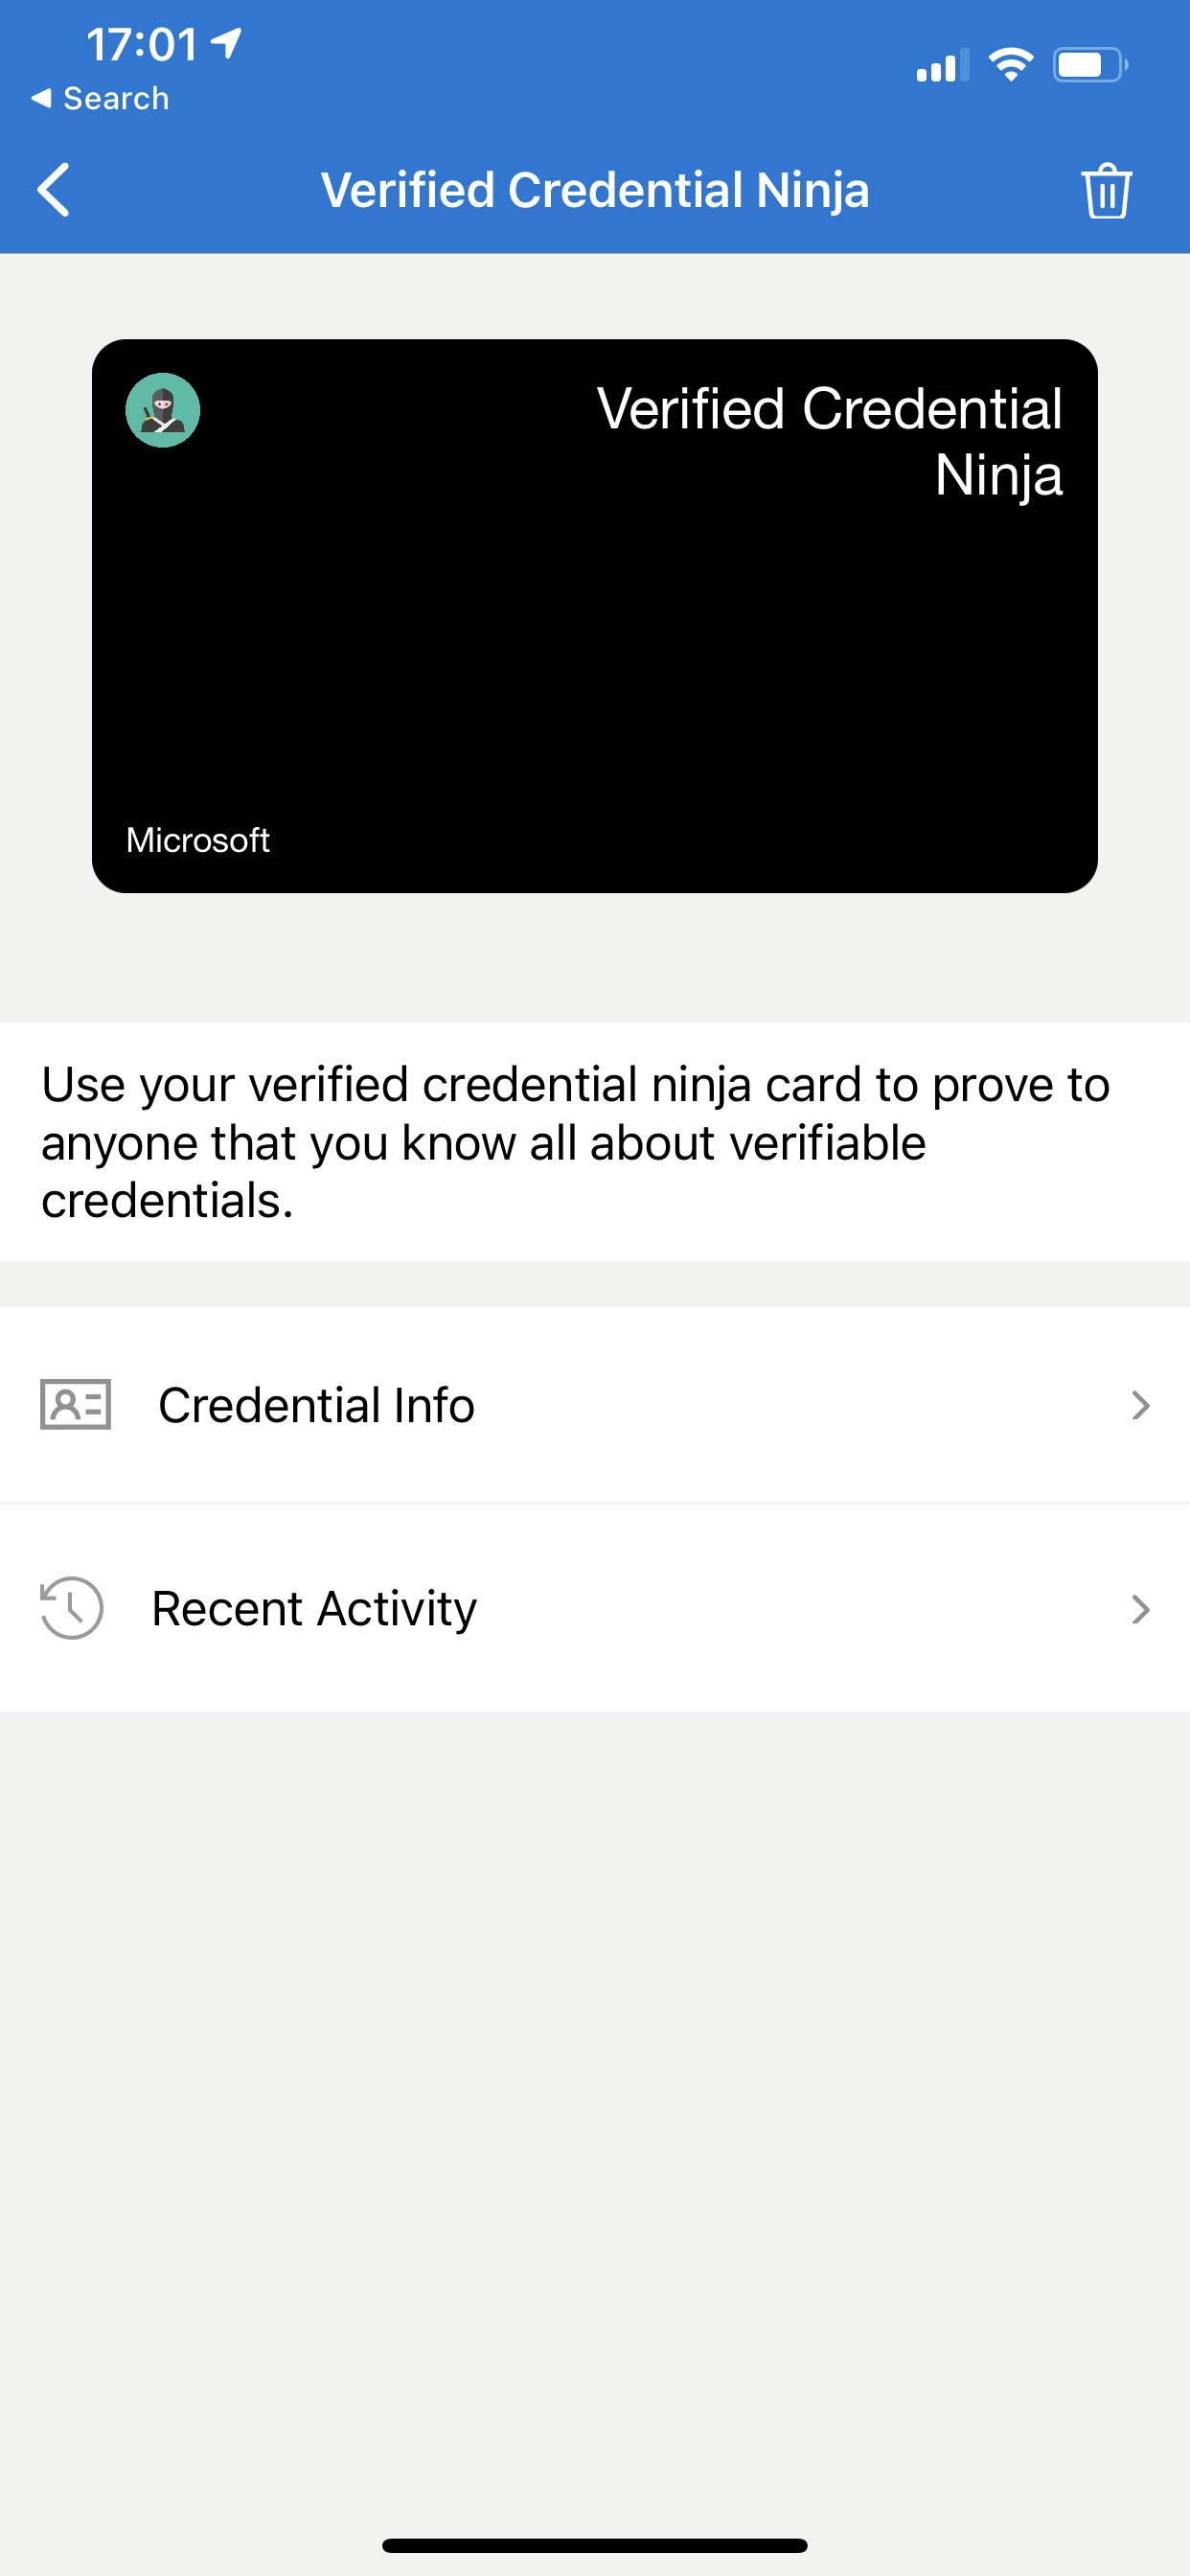 17:01
Search
Verified Credential Ninja
Verified Credential
Ninja
Microsoft
Use your verified credential ninja card to prove to
anyone that you know all about verifiable
credentials.
Credential Info
Recent Activity